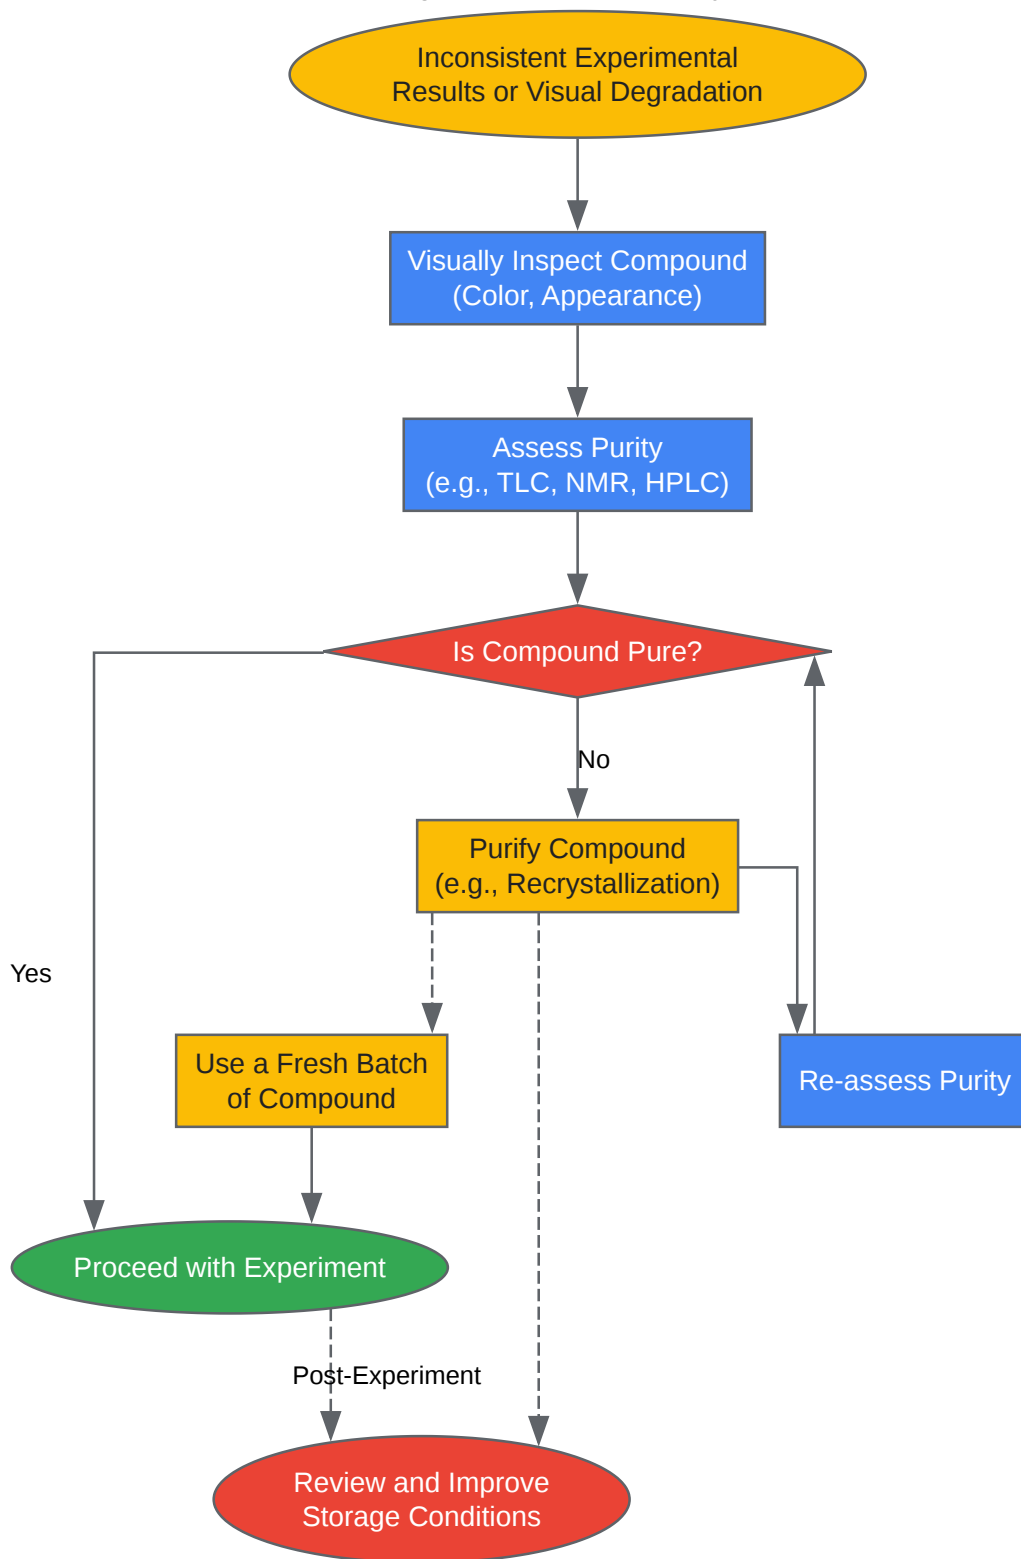 Inconsistent Experimental
Results or Visual Degradation
Visually Inspect Compound
(Color, Appearance)
Assess Purity
(e.g., TLC, NMR, HPLC)
Is Compound Pure?
No
Purify Compound
(e.g., Recrystallization)
Yes
Use a Fresh Batch
of Compound
Re-assess Purity
Proceed with Experiment
Post-Experiment
Review and Improve
Storage Conditions